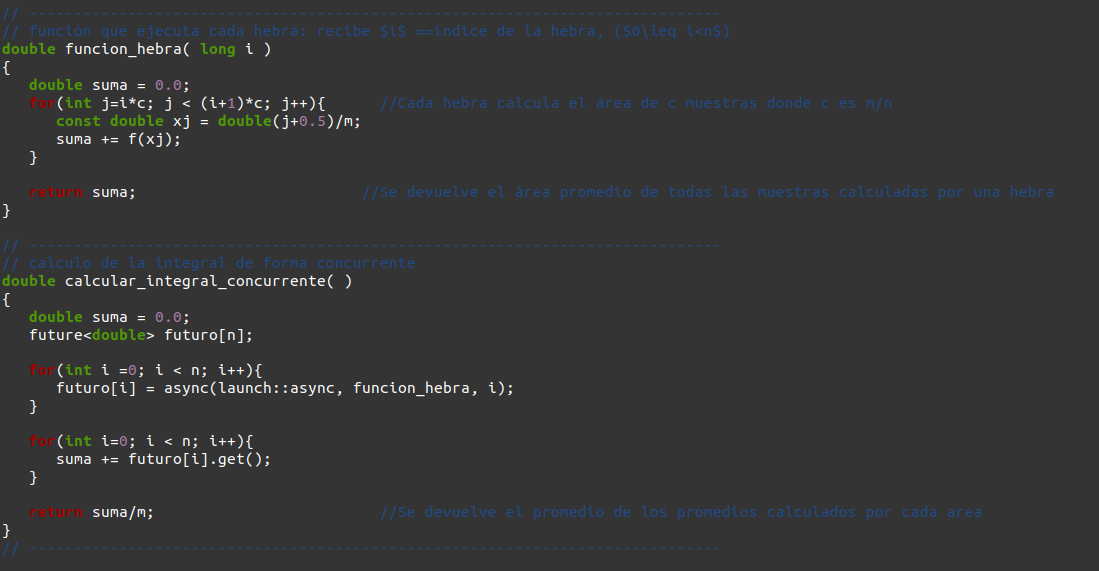 // -----------------------------------------------------------------------------
// función que ejecuta cada hebra: recibe $i$ ==índice de la hebra, ($0\leq i<n$)
double funcion_hebra( long i )
{
   double suma = 0.0;
   for(int j=i*c; j < (i+1)*c; j++){      //Cada hebra calcula el área de c muestras donde c es m/n
      const double xj = double(j+0.5)/m;
      suma += f(xj);
   }
   return suma;                         //Se devuelve el área promedio de todas las muestras calculadas por una hebra
}
// -----------------------------------------------------------------------------
// calculo de la integral de forma concurrente
double calcular_integral_concurrente( )
{
   double suma = 0.0;
   future<double> futuro[n];
   for(int i =0; i < n; i++){
      futuro[i] = async(launch::async, funcion_hebra, i);
   }
   for(int i=0; i < n; i++){
      suma += futuro[i].get();
   }
   return suma/m;                         //Se devuelve el promedio de los promedios calculados por cada area
}
// -----------------------------------------------------------------------------